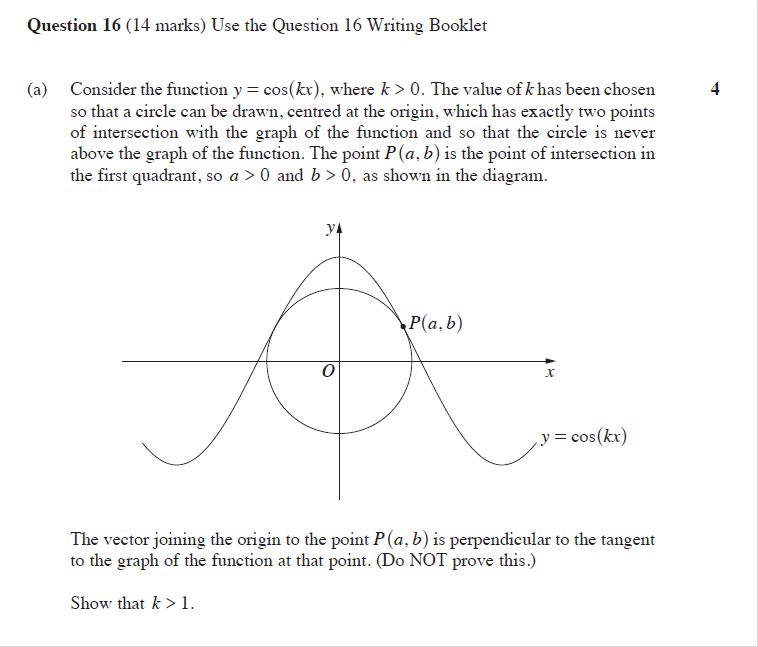 Question 16 (14 marks) Use the Question 16 Writing Booklet
(a) Consider the function y = cos(kx), where k > 0. The value of k has been chosen 4
so that a circle can be drawn, centred at the origin, which has exactly two points
of intersection with the graph of the function and so that the circle is never
above the graph of the function. The point P(a, b) is the point of intersection in
the first quadrant, so a > 0 and b > 0, as shown in the diagram.
y
P(a, b)
O
x
y = cos(kx)
The vector joining the origin to the point P(a, b) is perpendicular to the tangent
to the graph of the function at that point. (Do NOT prove this.)
Show that k > 1.